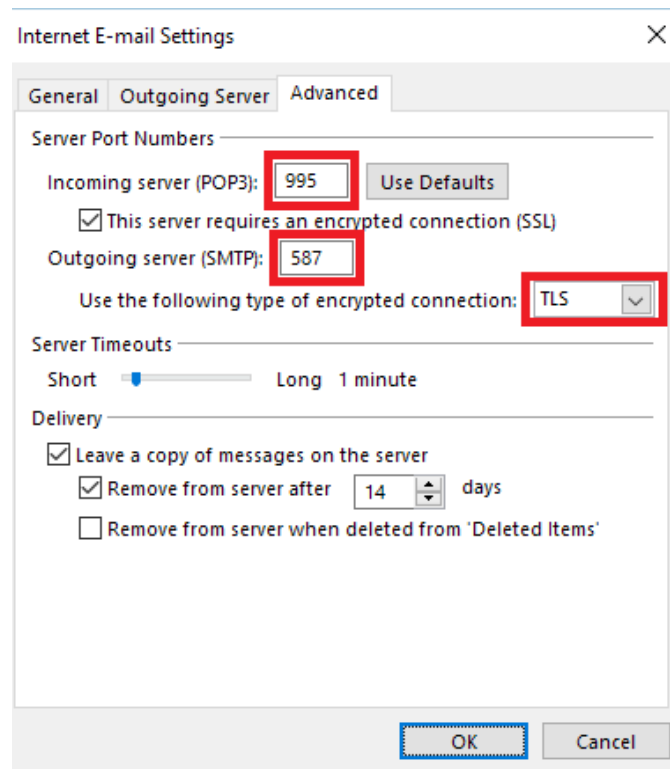 Internet E-mail Settings
General Outgoing Server Advanced
Server Port Numbers
Incoming server (POP3): 995 Use Defaults
This server requires an encrypted connection (SSL)
Outgoing server (SMTP): 587
Use the following type of encrypted connection: TLS
Server Timeouts
Short Long 1 minute
Delivery
Leave a copy of messages on the server
Remove from server after 14 days
Remove from server when deleted from 'Deleted Items'
OK Cancel